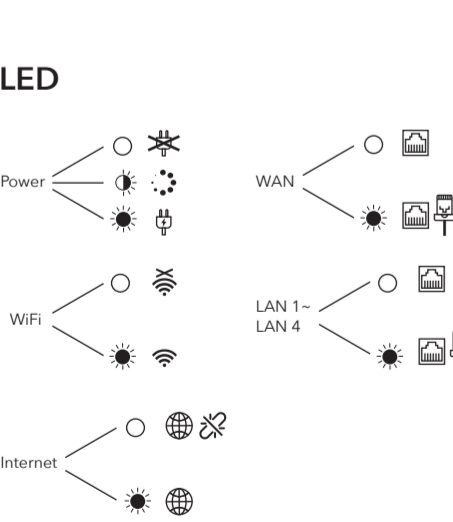 LED
Power
WAN
WiFi
LAN 1~
LAN 4
Internet